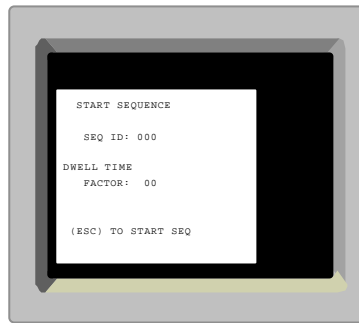 START SEQUENCE
SEQ ID: 000
DWELL TIME
FACTOR: 00
(ESC) TO START SEQ